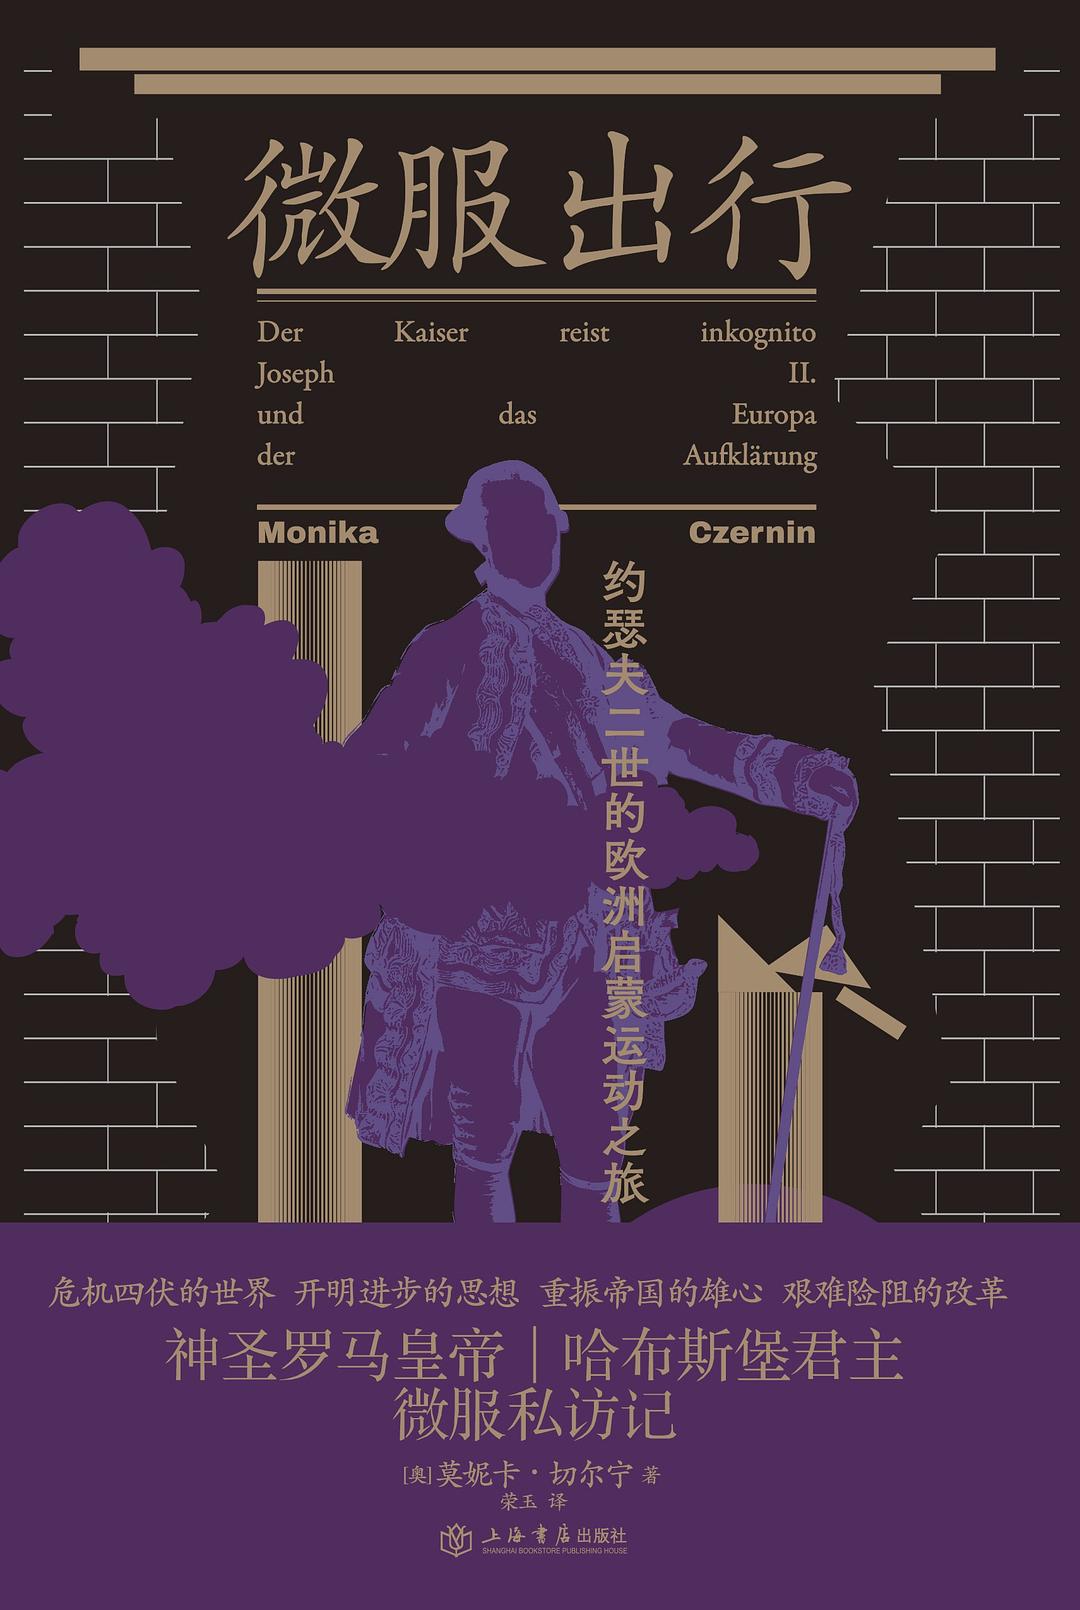 微服出行
Der Kaiser reist inkognito
Joseph II.
und das Europa
der Aufklärung
Monika Czernin
约瑟夫二世的欧洲启蒙运动之旅
危机四伏的世界 开明进步的思想 重振帝国的雄心 艰难险阻的改革
神圣罗马皇帝｜哈布斯堡君主
微服私访记
[奥]莫妮卡·切尔宁 著
荣玉 译
上海书店出版社
SHANGHAI BOOKSTORE PUBLISHING HOUSE